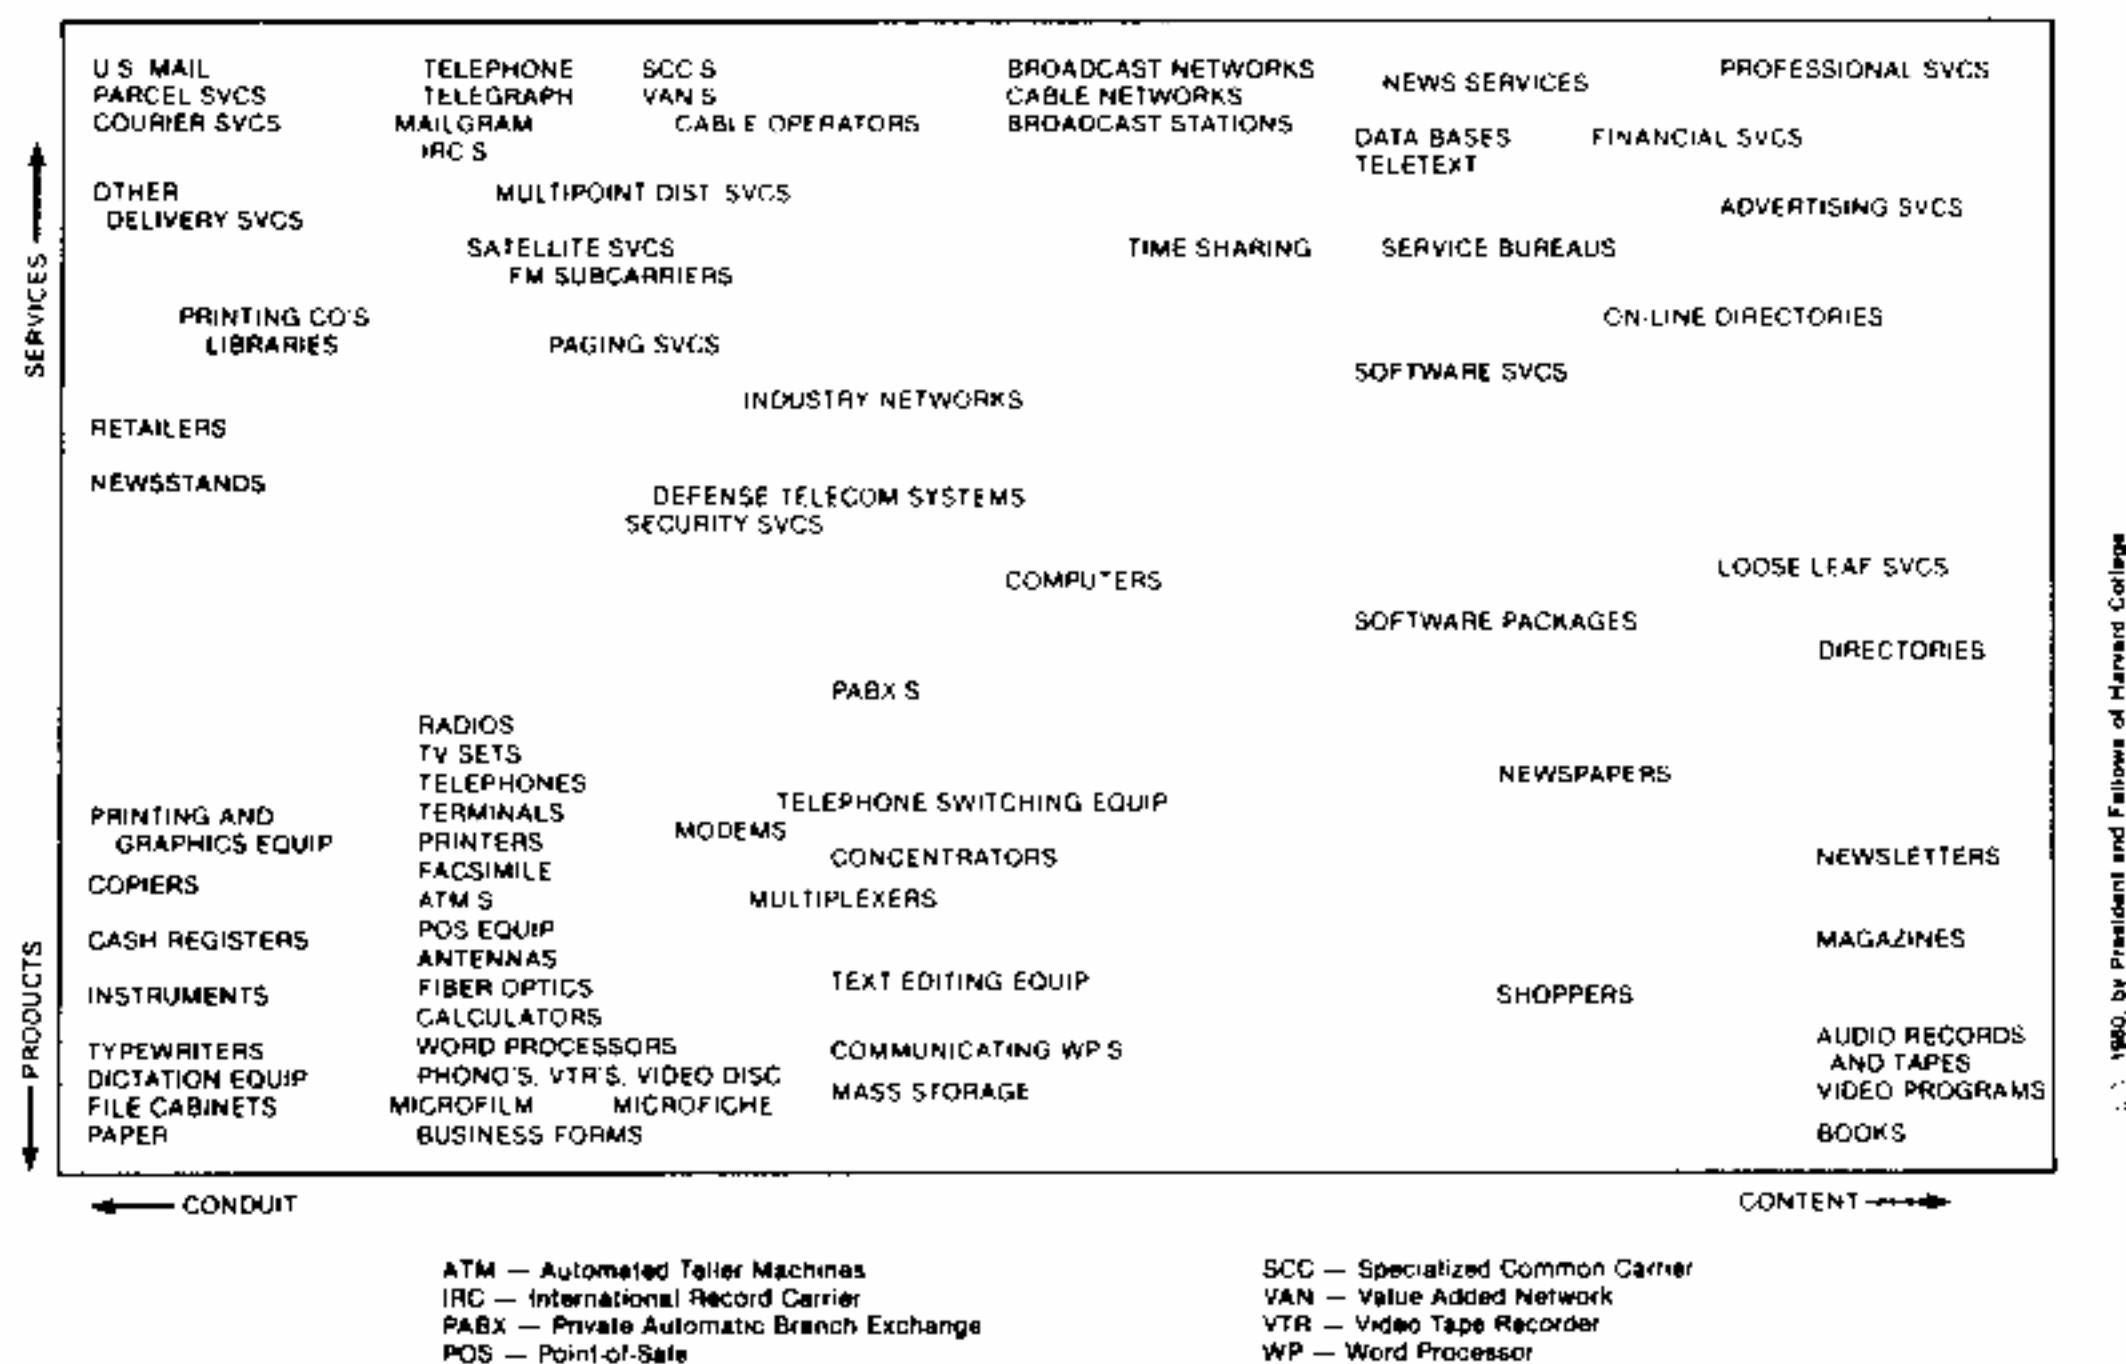 U.S. MAIL TELEPHONE SCC'S BROADCAST NETWORKS NEWS SERVICES PROFESSIONAL SVCS
PARCEL SVCS TELEGRAPH VAN'S CABLE NETWORKS
COURIER SVCS MAILGRAM CABLE OPERATORS BROADCAST STATIONS DATA BASES FINANCIAL SVCS
IRC'S TELETEXT
OTHER MULTIPOINT DIST. SVCS ADVERTISING SVCS
DELIVERY SVCS
SATELLITE SVCS TIME SHARING SERVICE BUREAUS
FM SUBCARRIERS
PRINTING CO'S ON-LINE DIRECTORIES
LIBRARIES PAGING SVCS
SOFTWARE SVCS
INDUSTRY NETWORKS
RETAILERS
NEWSSTANDS DEFENSE TELECOM SYSTEMS
SECURITY SVCS
COMPUTERS LOOSE LEAF SVCS
SOFTWARE PACKAGES
DIRECTORIES
PABX'S
RADIOS
TV SETS
TELEPHONES NEWSPAPERS
PRINTING AND TERMINALS TELEPHONE SWITCHING EQUIP
GRAPHICS EQUIP PRINTERS MODEMS
CONCENTRATORS NEWSLETTERS
COPIERS FACSIMILE
ATM'S MULTIPLEXERS
CASH REGISTERS POS EQUIP MAGAZINES
ANTENNAS
INSTRUMENTS FIBER OPTICS TEXT EDITING EQUIP SHOPPERS
CALCULATORS
TYPEWRITERS WORD PROCESSORS COMMUNICATING WP'S AUDIO RECORDS
DICTATION EQUIP PHONO'S, VTR'S, VIDEO DISC AND TAPES
FILE CABINETS MICROFILM MICROFICHE MASS STORAGE VIDEO PROGRAMS
PAPER BUSINESS FORMS BOOKS
SERVICES
PRODUCTS
CONDUIT CONTENT
1980, by President and Fellows of Harvard College
ATM — Automated Teller Machines
IRC — International Record Carrier
PABX — Private Automatic Branch Exchange
POS — Point-of-Sale
SCC — Specialized Common Carrier
VAN — Value Added Network
VTR — Video Tape Recorder
WP — Word Processor